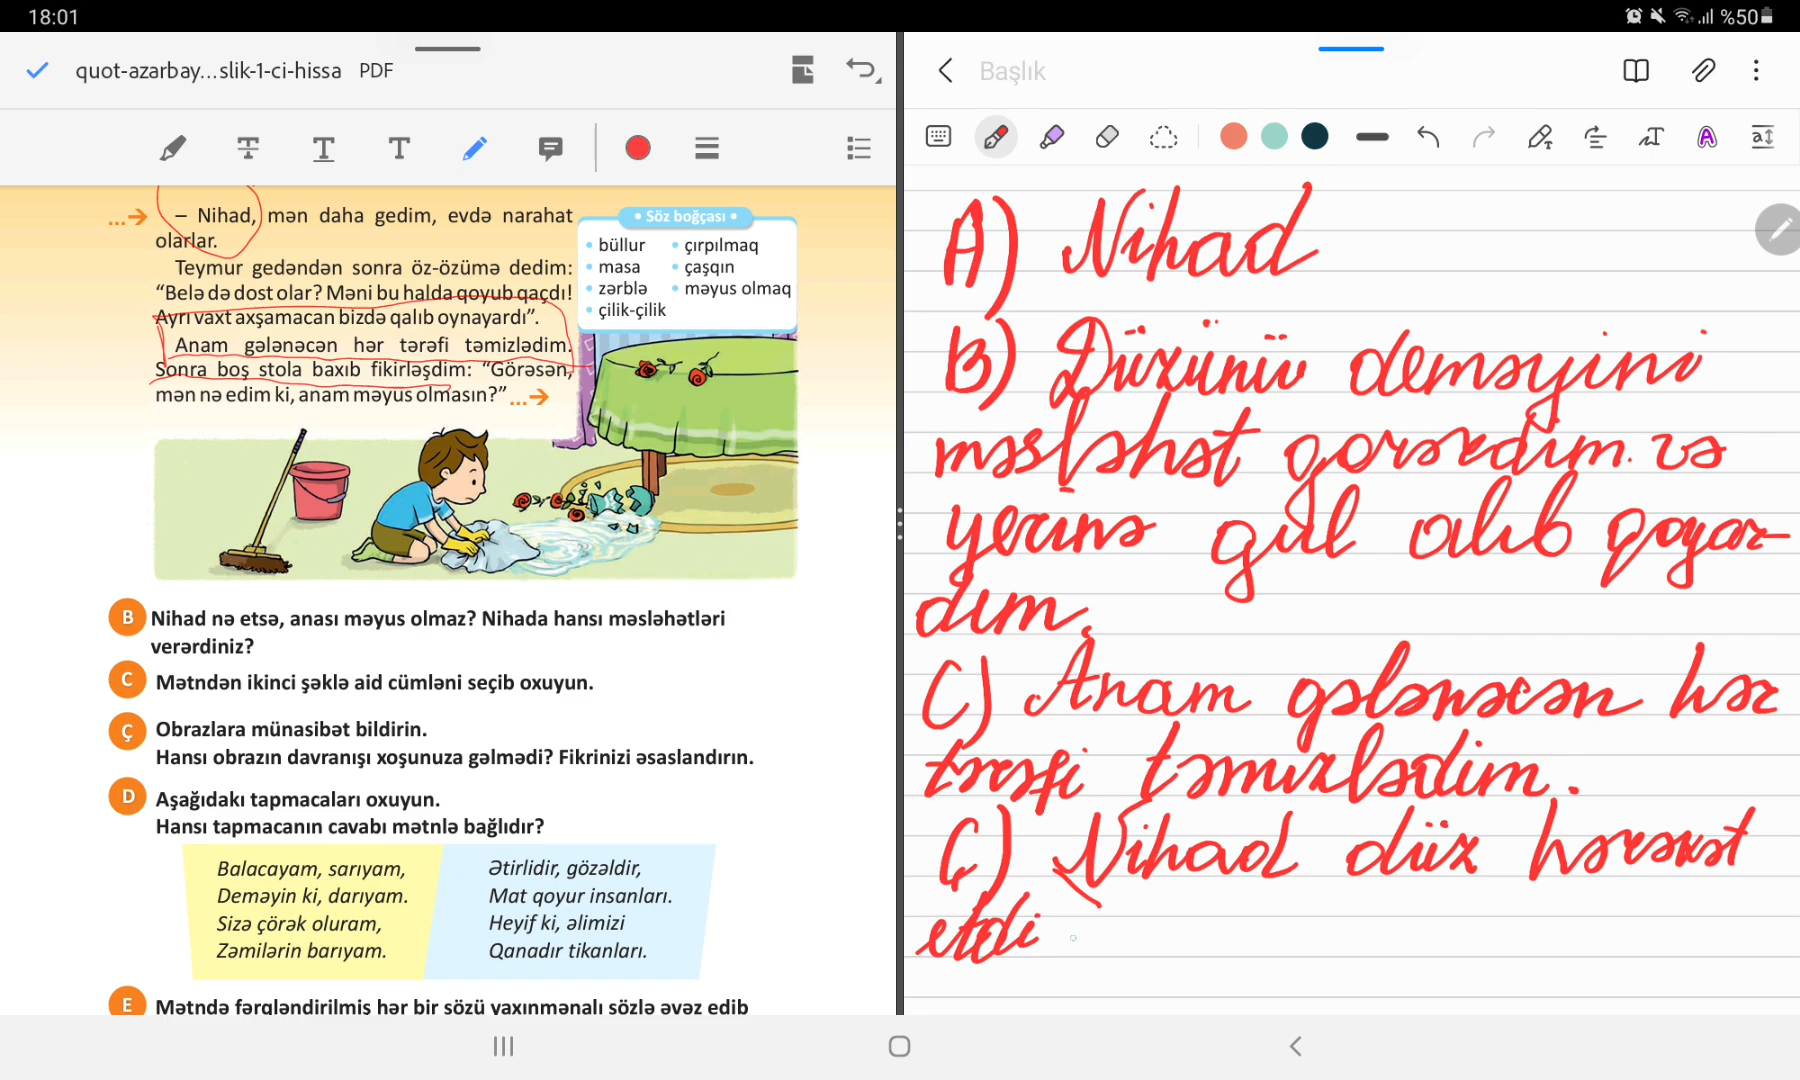 18:01
%50
quot-azarbay...slik-1-ci-hissa PDF
...→ – Nihad, mən daha gedim, evdə narahat
olarlar.
Teymur gedəndən sonra öz-özümə dedim:
“Belə də dost olar? Məni bu halda qoyub qaçdı!
Ayrı vaxt axşamacan bizdə qalıb oynayardı”.
Anam gələnəcən hər tərəfi təmizlədim.
Sonra boş stola baxıb fikirləşdim: “Görəsən,
mən nə edim ki, anam məyus olmasın?” ...→
• Söz boğçası •
• büllur • çırpılmaq
• masa • çaşqın
• zərblə • məyus olmaq
• çilik-çilik
B Nihad nə etsə, anası məyus olmaz? Nihada hansı məsləhətləri
verərdiniz?
C Mətndən ikinci şəklə aid cümləni seçib oxuyun.
Ç Obrazlara münasibət bildirin.
Hansı obrazın davranışı xoşunuza gəlmədi? Fikrinizi əsaslandırın.
D Aşağıdakı tapmacaları oxuyun.
Hansı tapmacanın cavabı mətnlə bağlıdır?
Balacayam, sarıyam,
Deməyin ki, darıyam.
Sizə çörək oluram,
Zəmilərin barıyam.
Ətirlidir, gözəldir,
Mat qoyur insanları.
Heyif ki, əlimizi
Qanadır tikanları.
E Mətndə fərqləndirilmiş hər bir sözü yaxınmənalı sözlə əvəz edib
Başlık
A) Nihad
B) Düzünü deməyini
məsləhət görərdim. və
yerinə gül alıb qoyar-
dım.
C) Anam gələnəcən hər
tərəfi təmizlədim.
Ç) Nihad düz hərəkət
etdi